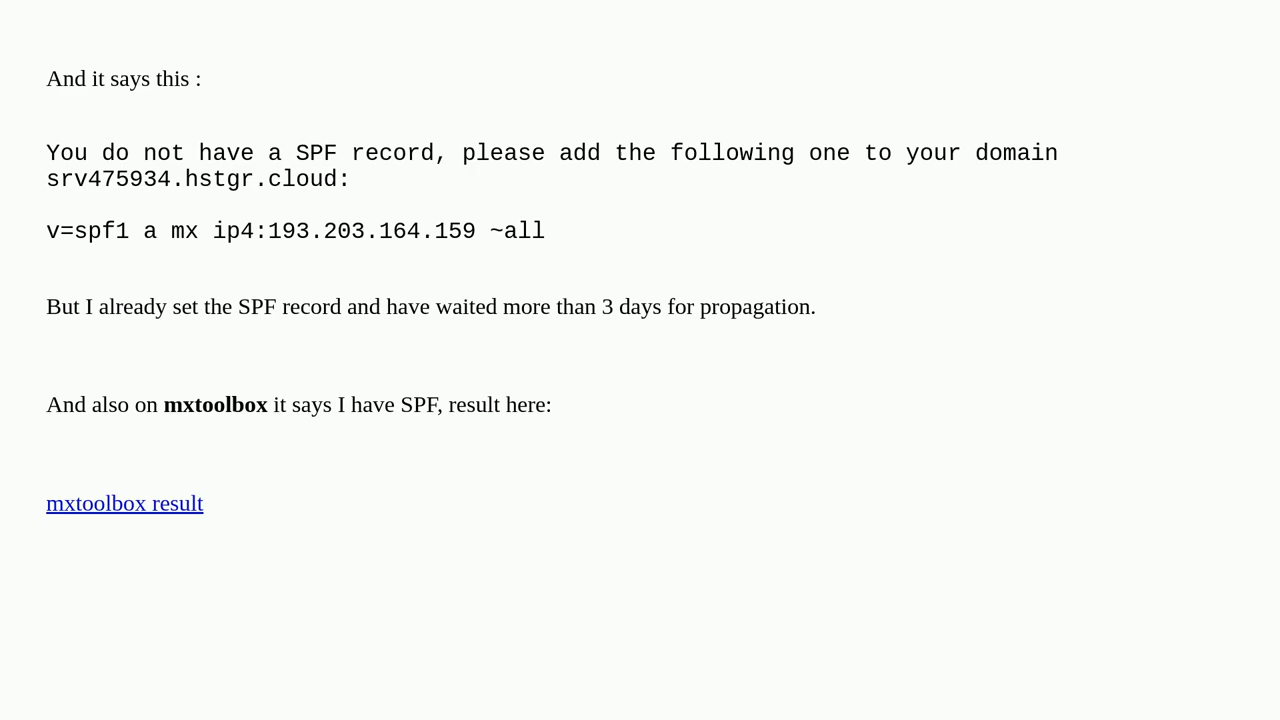 And it says this :
You do not have a SPF record, please add the following one to your domain
srv475934.hstgr.cloud:
v=spf1 a mx ip4:193.203.164.159 ~all
But I already set the SPF record and have waited more than 3 days for propagation.
And also on mxtoolbox it says I have SPF, result here:
mxtoolbox result